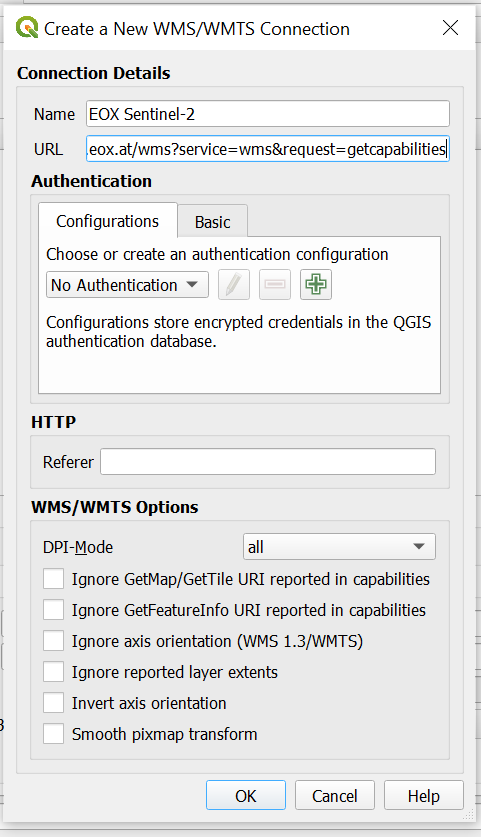 Create a New WMS/WMTS Connection
Connection Details
Name EOX Sentinel-2
URL .eox.at/wms?service=wms&request=getcapabilities
Authentication
Configurations Basic
Choose or create an authentication configuration
No Authentication
Configurations store encrypted credentials in the QGIS
authentication database.
HTTP
Referer
WMS/WMTS Options
DPI-Mode all
Ignore GetMap/GetTile URI reported in capabilities
Ignore GetFeatureInfo URI reported in capabilities
Ignore axis orientation (WMS 1.3/WMTS)
Ignore reported layer extents
Invert axis orientation
Smooth pixmap transform
OK Cancel Help